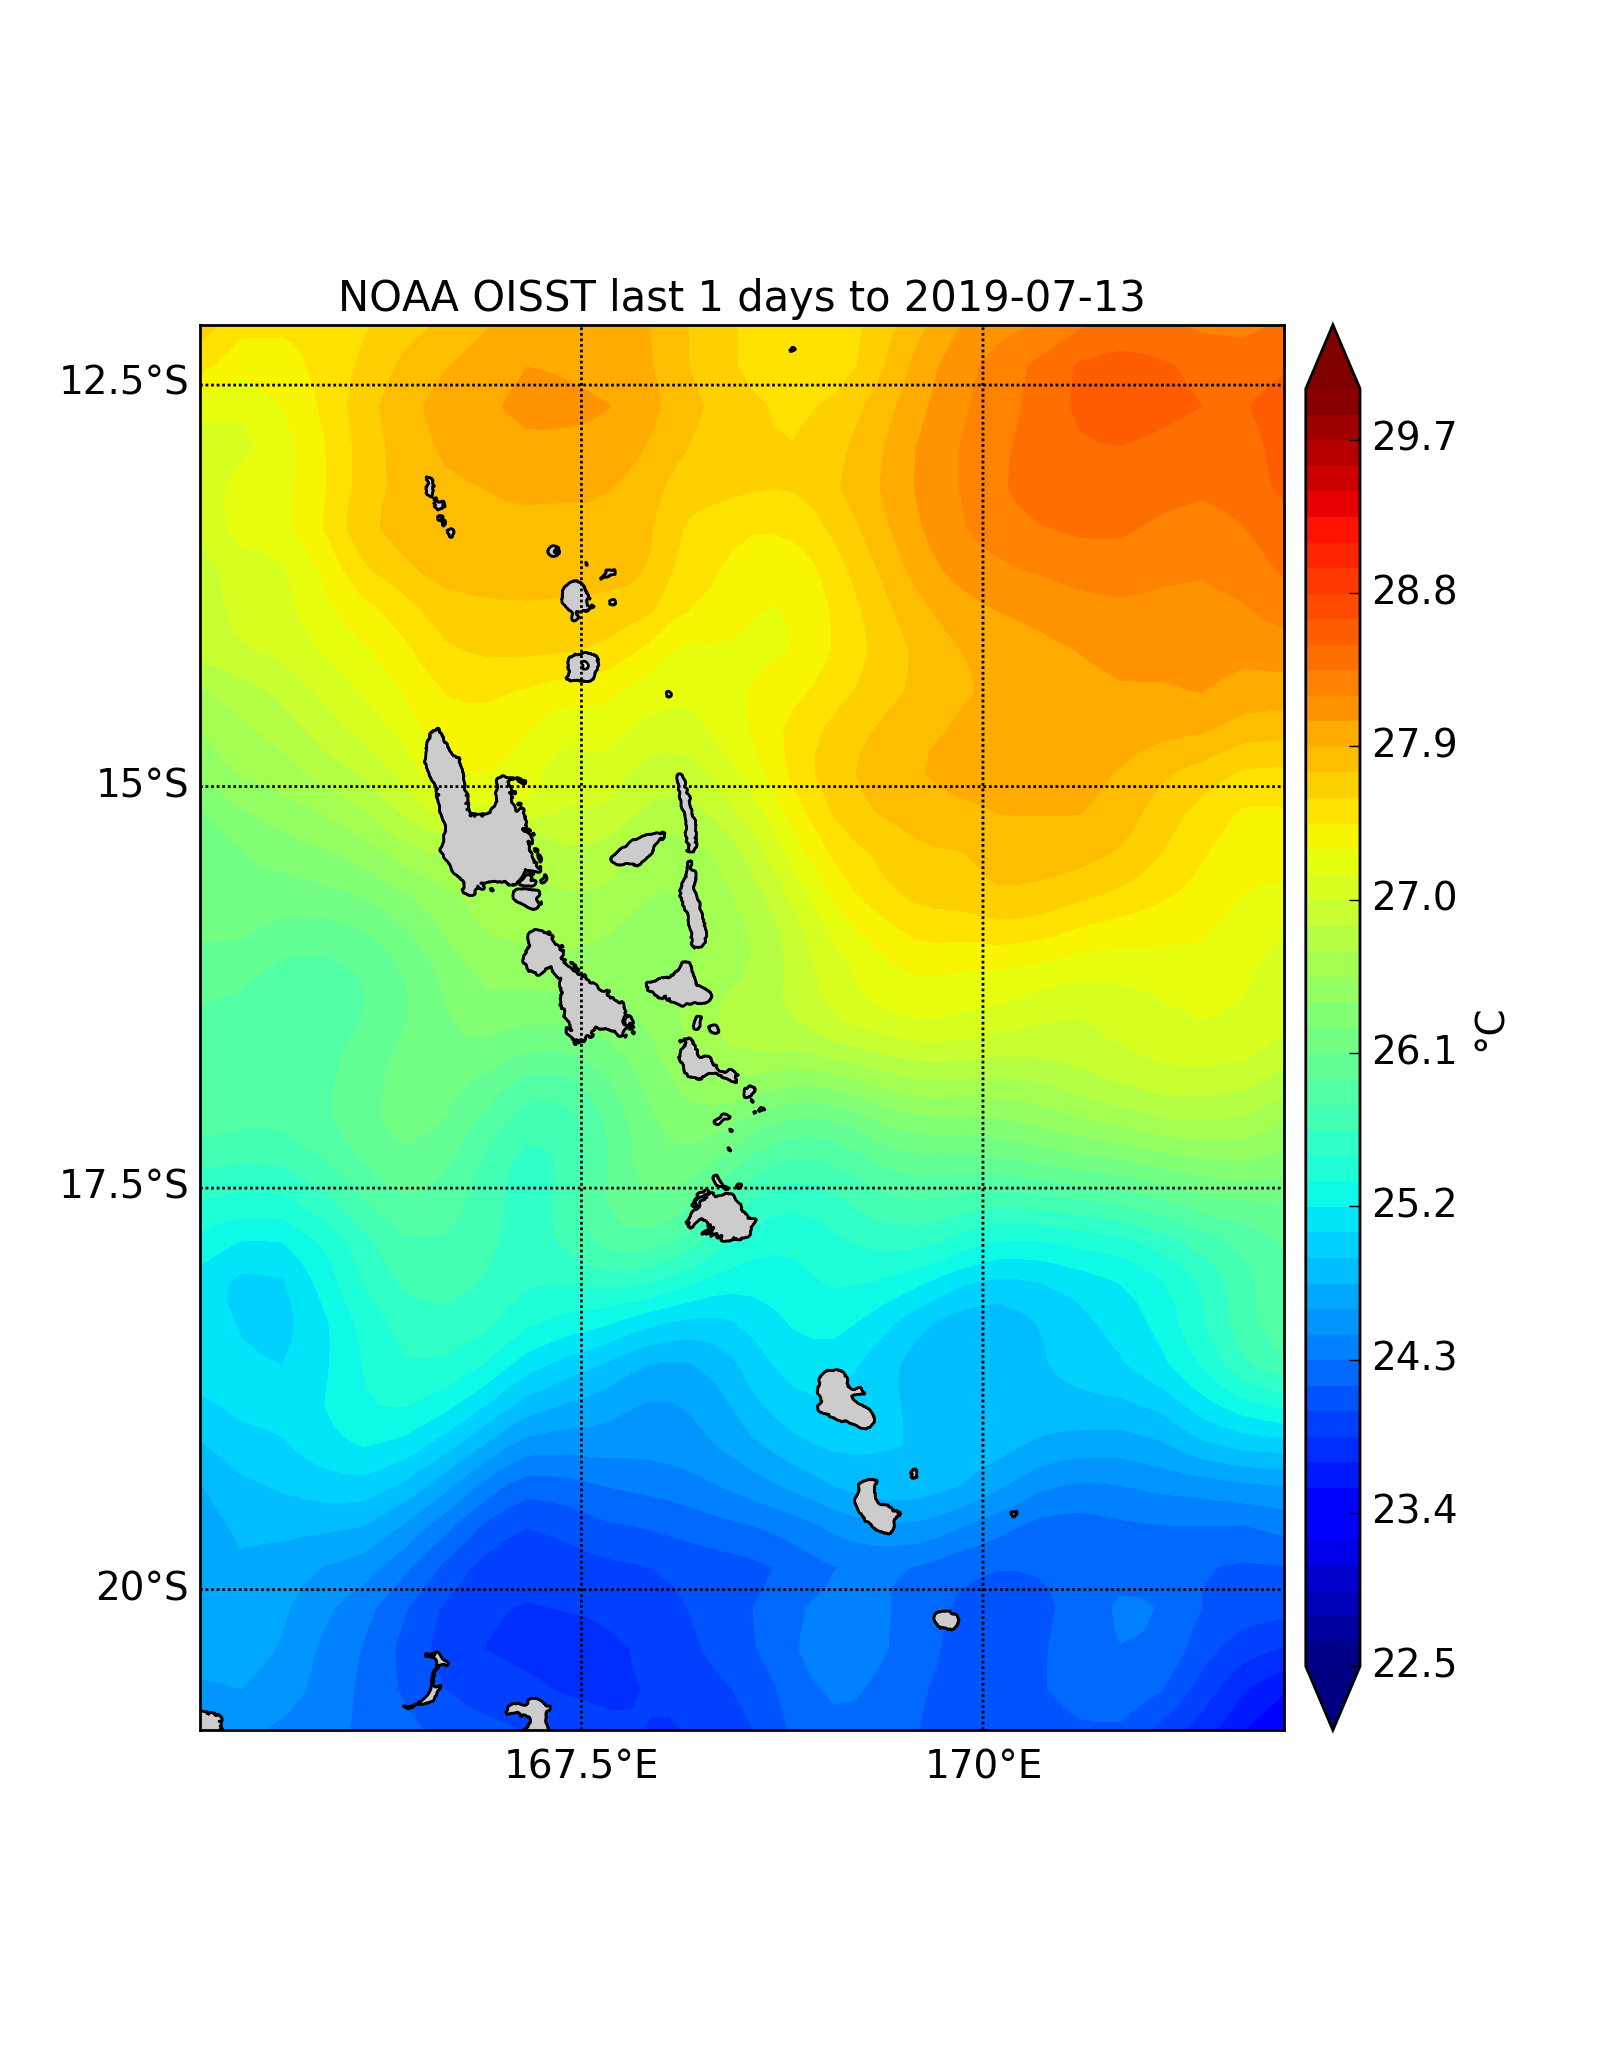 NOAA OISST last 1 days to 2019-07-13
12.5°S
15°S
17.5°S
20°S
167.5°E
170°E
29.7
28.8
27.9
27.0
26.1
25.2
24.3
23.4
22.5
°C